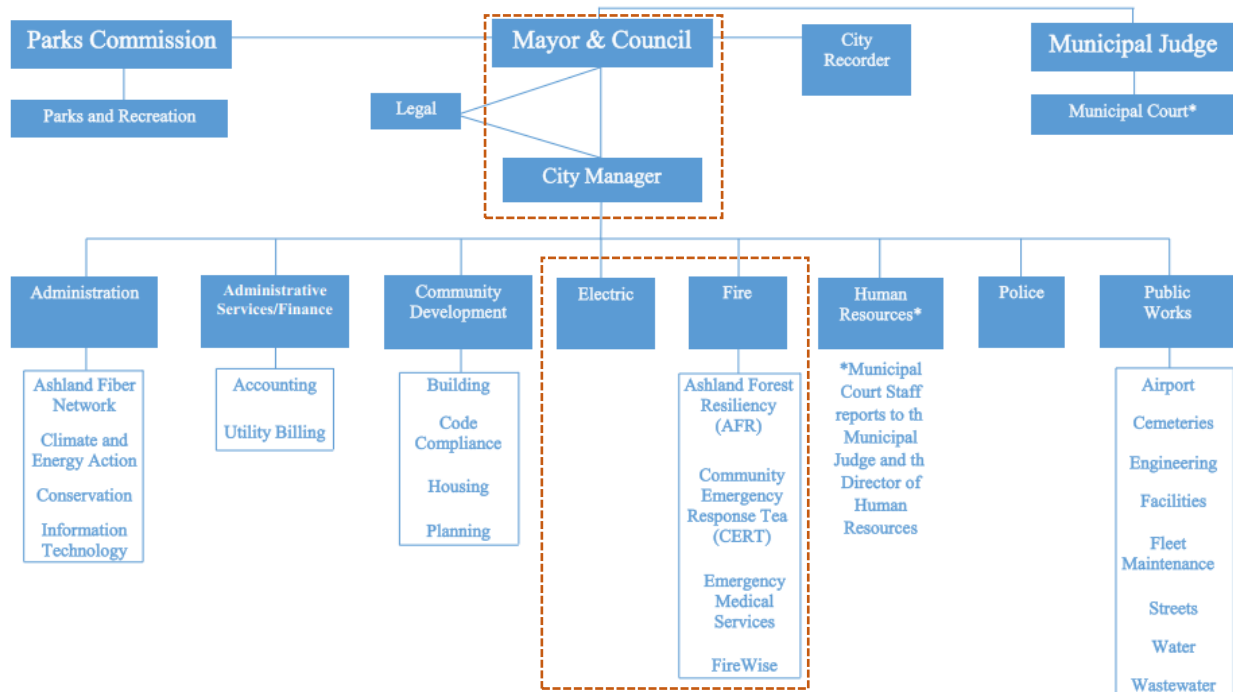 Parks Commission
Mayor & Council
City
Recorder
Municipal Judge
Parks and Recreation
Legal
Municipal Court*
City Manager
Administration
Administrative
Services/Finance
Community
Development
Electric
Fire
Human
Resources*
Police
Public
Works
Ashland Fiber
Network
Climate and
Energy Action
Conservation
Information
Technology
Accounting
Utility Billing
Building
Code
Compliance
Housing
Planning
Ashland Forest
Resiliency
(AFR)
Community
Emergency
Response Tea
(CERT)
Emergency
Medical
Services
FireWise
*Municipal
Court Staff
reports to th
Municipal
Judge and th
Director of
Human
Resources
Airport
Cemeteries
Engineering
Facilities
Fleet
Maintenance
Streets
Water
Wastewater